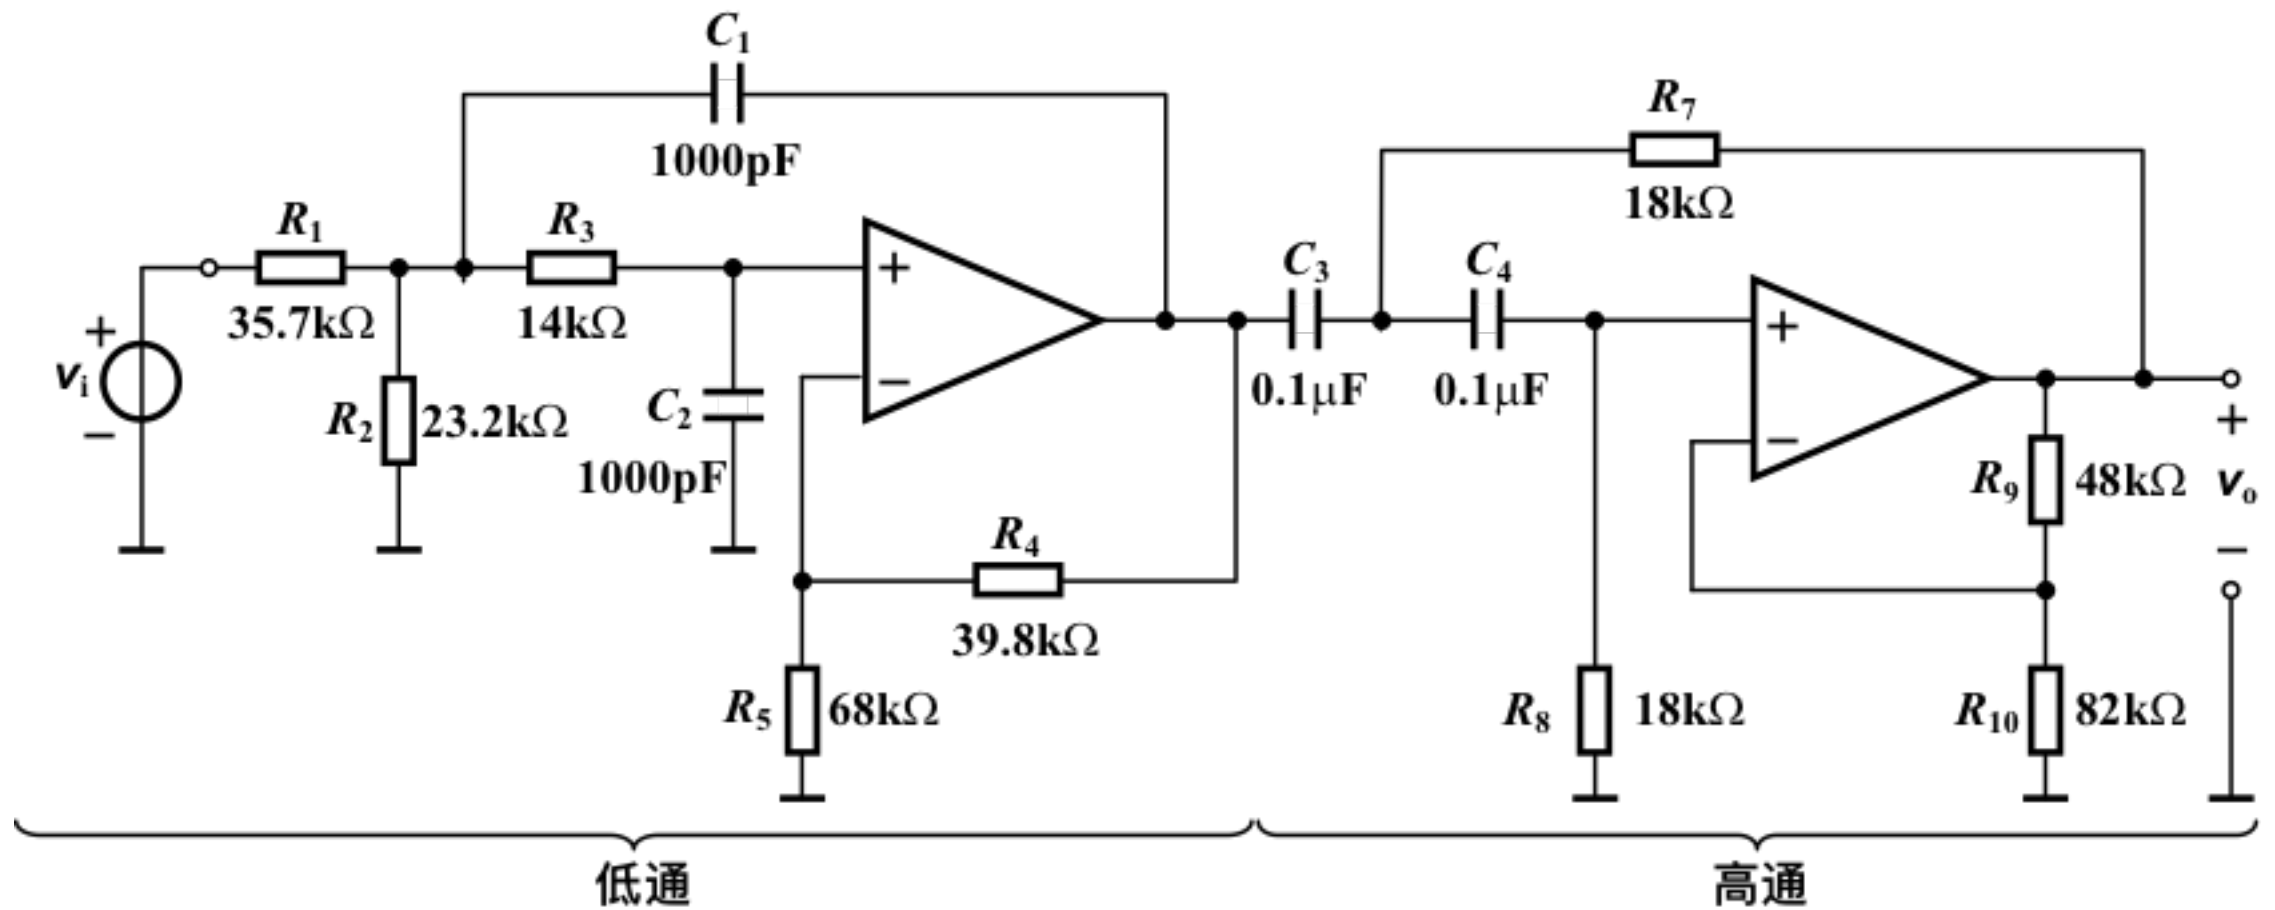 C1
1000pF
R7
18kΩ
R1
35.7kΩ
R3
14kΩ
+
−
C3
0.1μF
C4
0.1μF
+
−
+
vi
−
R2
23.2kΩ
C2
1000pF
R9
48kΩ
+
vo
−
R4
39.8kΩ
R5
68kΩ
R8
18kΩ
R10
82kΩ
低通
高通